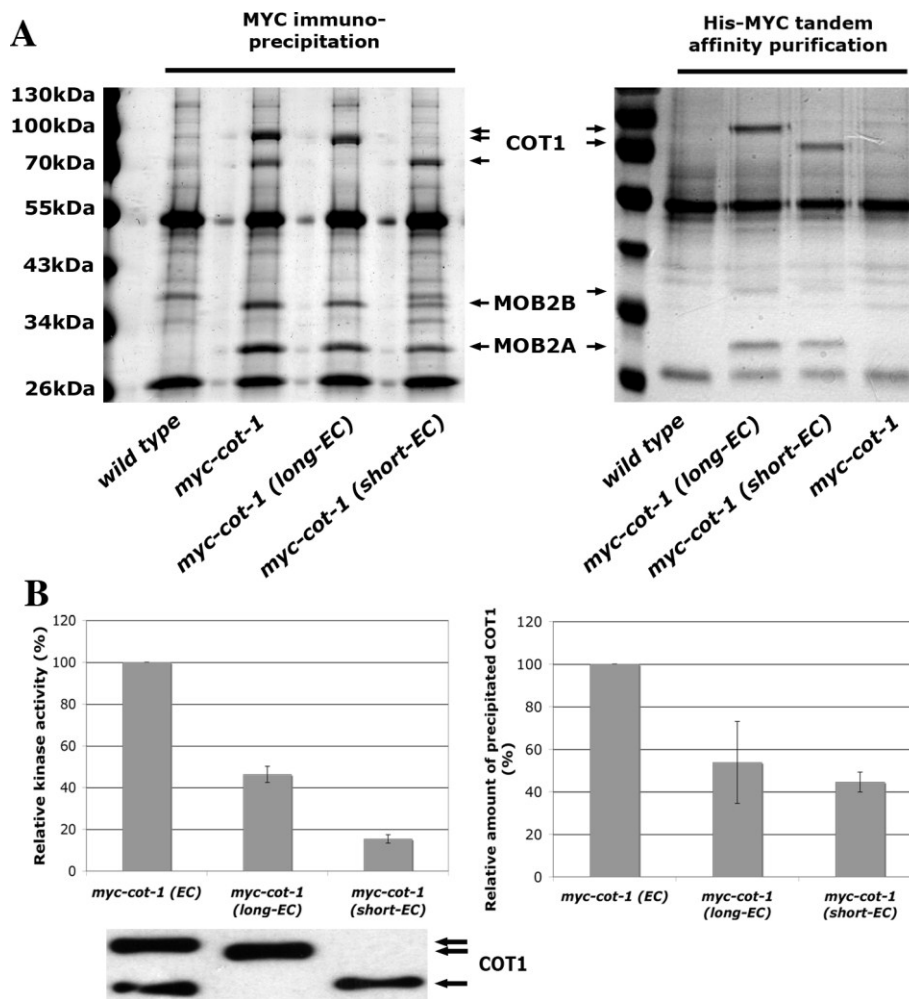 A
MYC immuno-
precipitation
His-MYC tandem
affinity purification
130kDa
100kDa
70kDa
55kDa
43kDa
34kDa
26kDa
COT1
MOB2B
MOB2A
wild type
myc-cot-1
myc-cot-1 (long-EC)
myc-cot-1 (short-EC)
wild type
myc-cot-1 (long-EC)
myc-cot-1 (short-EC)
myc-cot-1
B
Relative kinase activity (%)
120
100
80
60
40
20
0
myc-cot-1 (EC)
myc-cot-1
(long-EC)
myc-cot-1
(short-EC)
COT1
Relative amount of precipitated COT1
(%)
120
100
80
60
40
20
0
myc-cot-1 (EC)
myc-cot-1
(long-EC)
myc-cot-1
(short-EC)